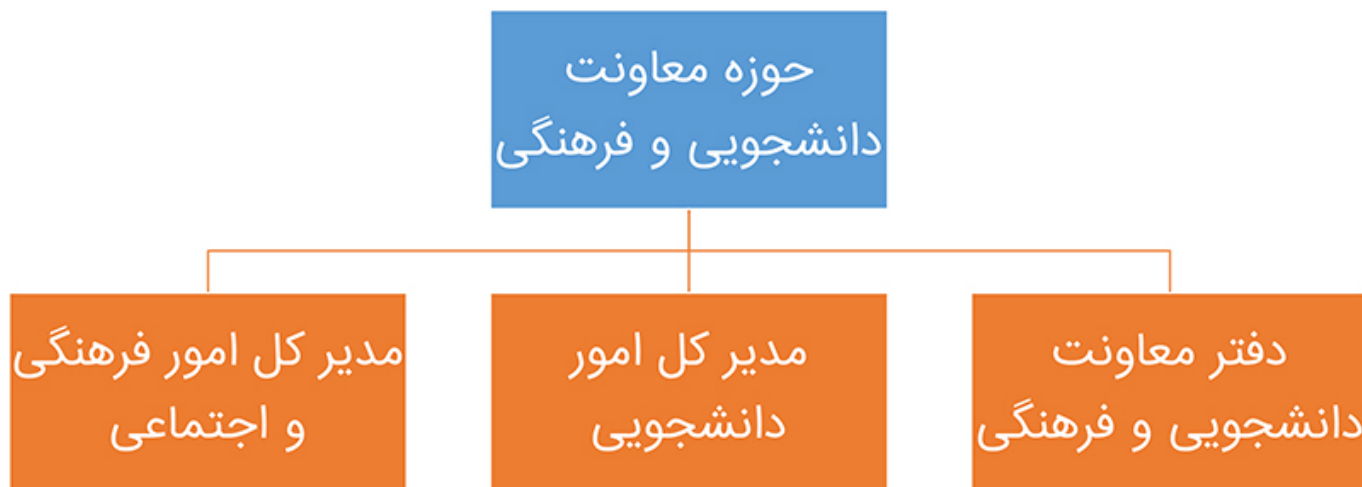 حوزه معاونت
دانشجویی و فرهنگی
دفتر معاونت
دانشجویی و فرهنگی
مدیر کل امور
دانشجویی
مدیر کل امور فرهنگی
و اجتماعی